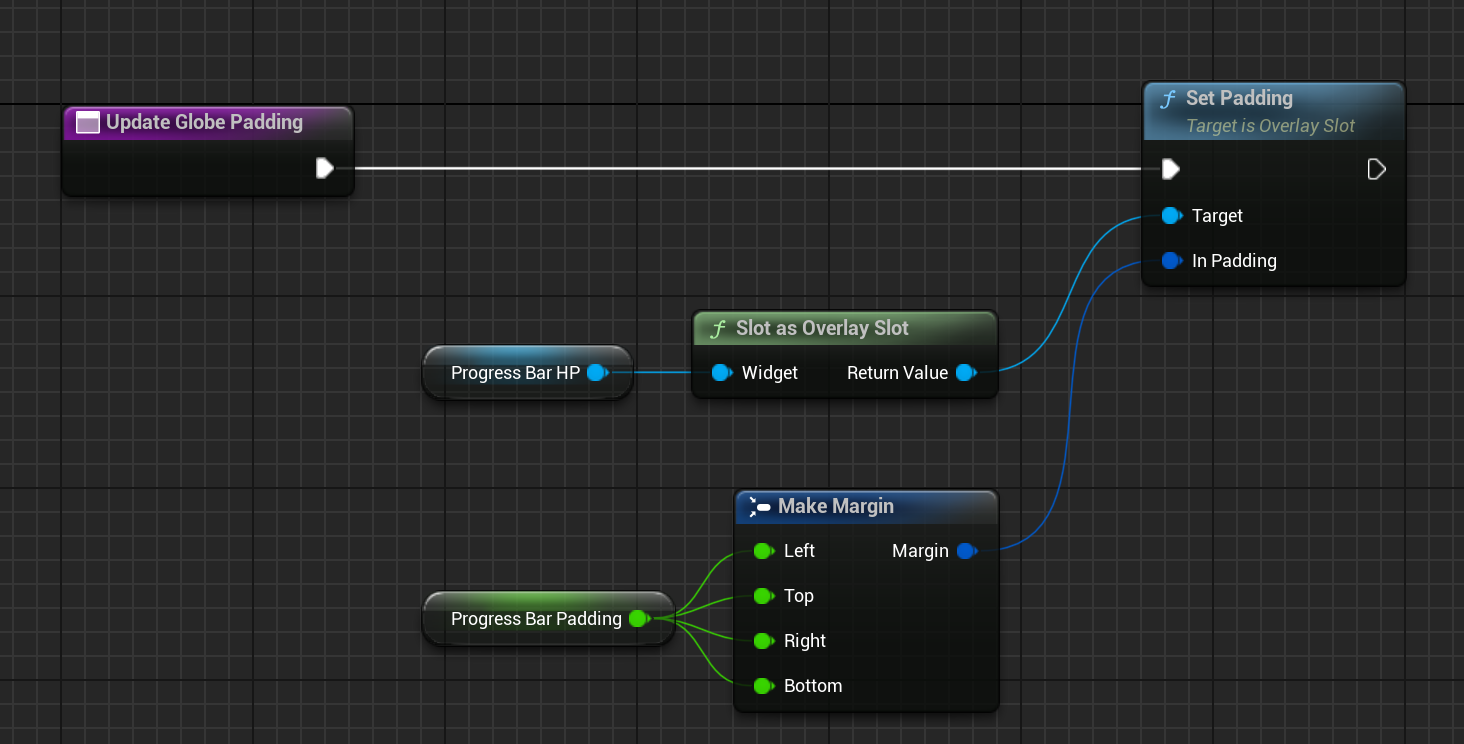 Update Globe Padding
Set Padding
Target is Overlay Slot
Target
In Padding
Slot as Overlay Slot
Progress Bar HP
Widget
Return Value
Make Margin
Left
Margin
Top
Progress Bar Padding
Right
Bottom